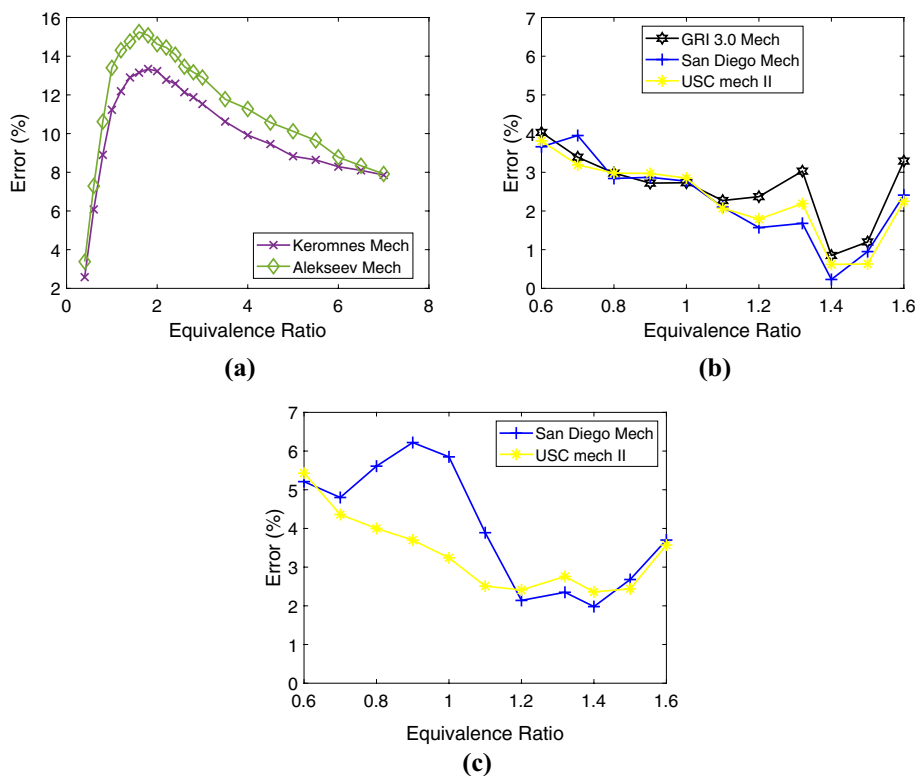 16
14
12
10
8
6
4
2
Error (%)
Keromnes Mech
Alekseev Mech
0 2 4 6 8
Equivalence Ratio
(a)
7
6
5
4
3
2
1
0
Error (%)
GRI 3.0 Mech
San Diego Mech
USC mech II
0.6 0.8 1 1.2 1.4 1.6
Equivalence Ratio
(b)
7
6
5
4
3
2
1
0
Error (%)
San Diego Mech
USC mech II
0.6 0.8 1 1.2 1.4 1.6
Equivalence Ratio
(c)